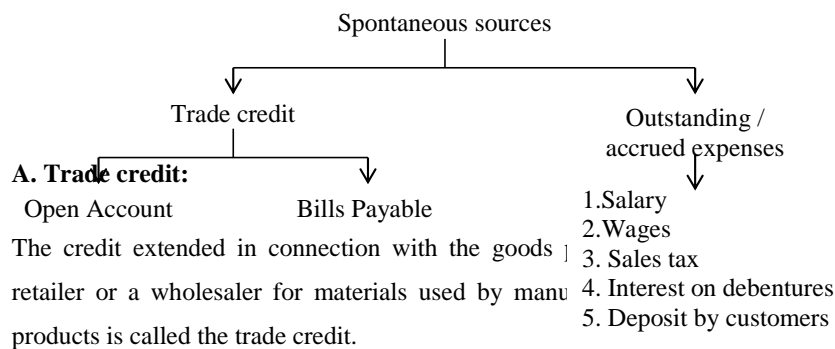 Spontaneous sources
Trade credit
Outstanding /
accrued expenses
A. Trade credit:
Open Account
Bills Payable
1.Salary
2.Wages
3. Sales tax
4. Interest on debentures
5. Deposit by customers
The credit extended in connection with the goods
retailer or a wholesaler for materials used by
products is called the trade credit.